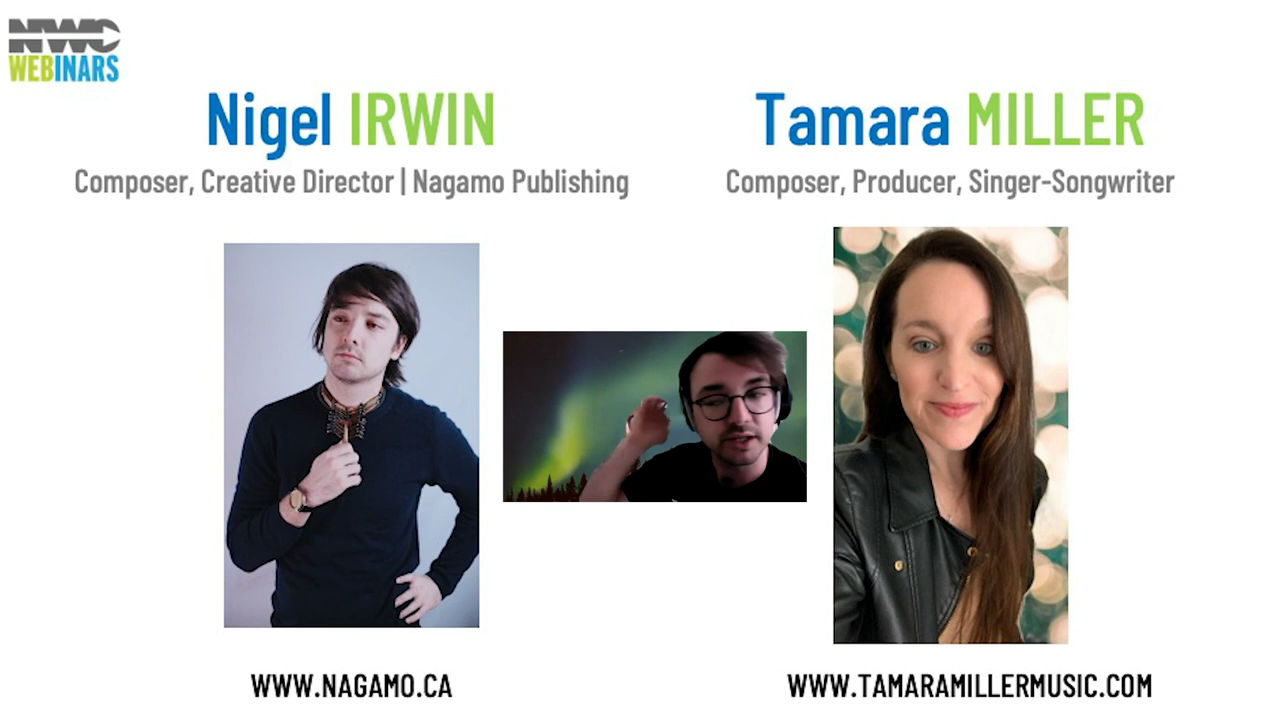 NWC
WEBINARS
Nigel IRWIN
Composer, Creative Director | Nagamo Publishing
Tamara MILLER
Composer, Producer, Singer-Songwriter
WWW.NAGAMO.CA
WWW.TAMARAMILLERMUSIC.COM